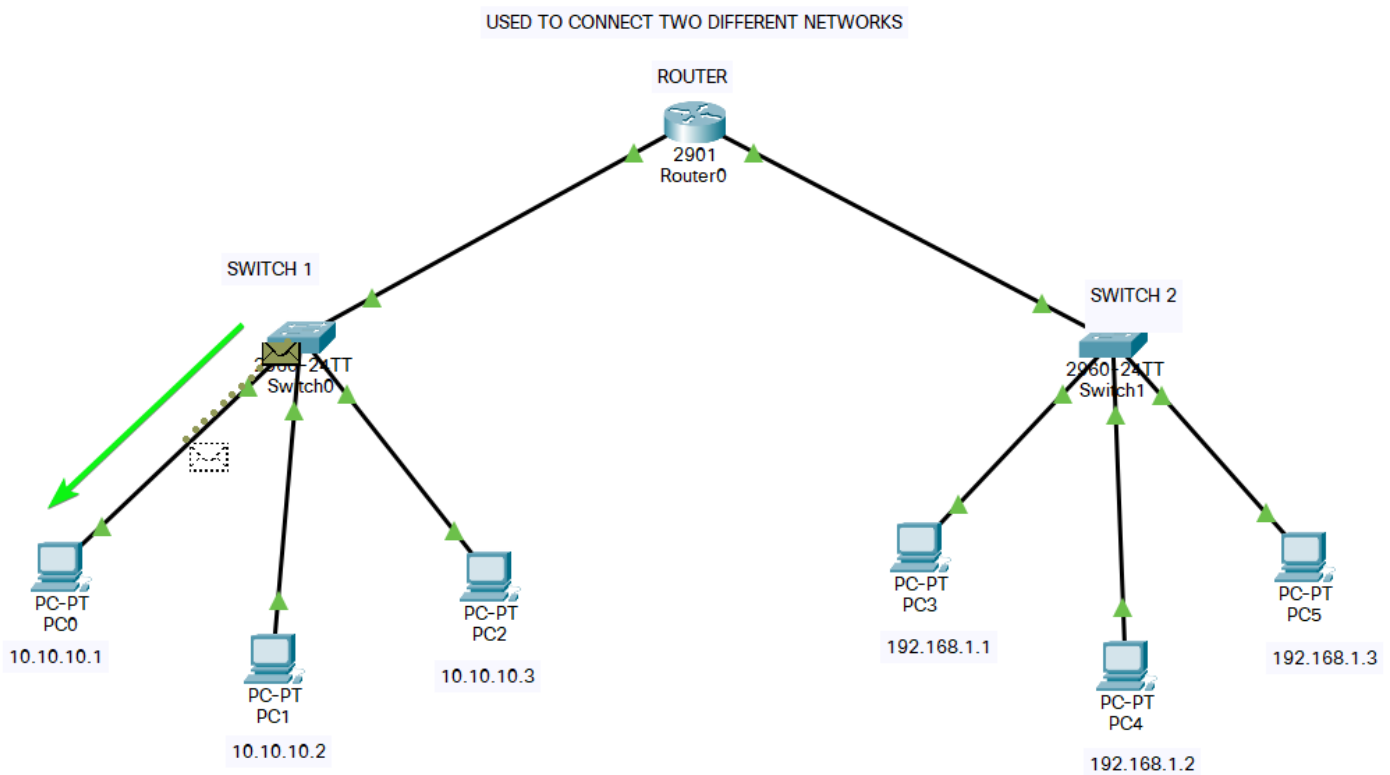 USED TO CONNECT TWO DIFFERENT NETWORKS
ROUTER
2901
Router0
SWITCH 1
2960-24TT
Switch0
SWITCH 2
2960-24TT
Switch1
PC-PT
PC0
10.10.10.1
PC-PT
PC1
10.10.10.2
PC-PT
PC2
10.10.10.3
PC-PT
PC3
192.168.1.1
PC-PT
PC4
192.168.1.2
PC-PT
PC5
192.168.1.3